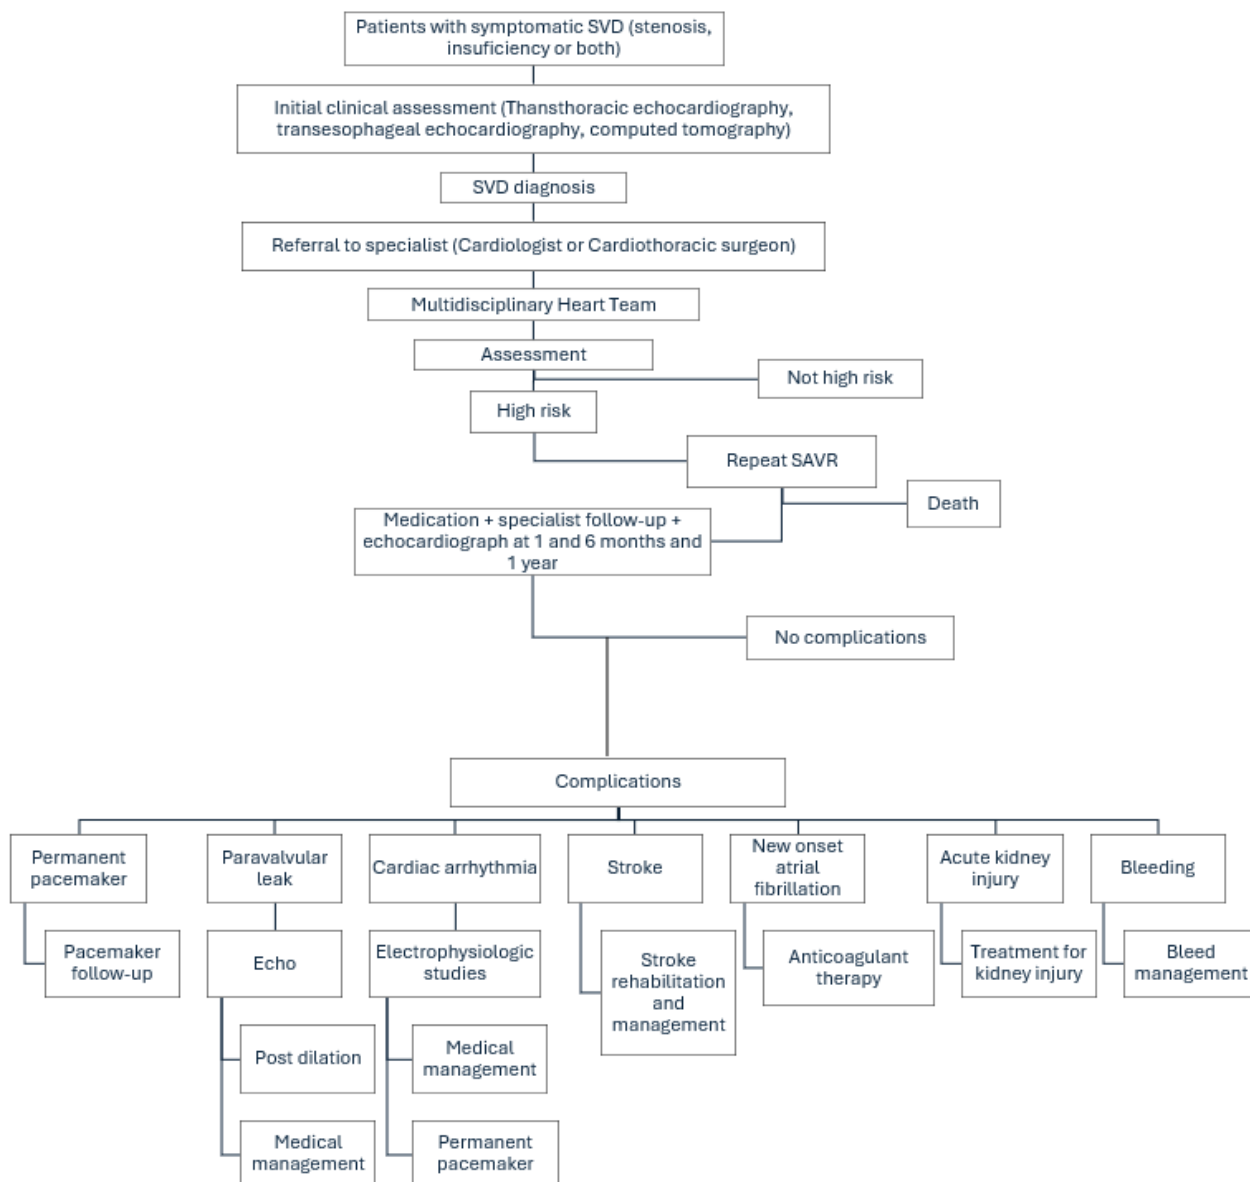 Patients with symptomatic SVD (stenosis,
insuficiency or both)
Initial clinical assessment (Thansthoracic echocardiography,
transesophageal echocardiography, computed tomography)
SVD diagnosis
Referral to specialist (Cardiologist or Cardiothoracic surgeon)
Multidisciplinary Heart Team
Assessment
Not high risk
High risk
Repeat SAVR
Death
Medication + specialist follow-up +
echocardiograph at 1 and 6 months and
1 year
No complications
Complications
Permanent
pacemaker
Paravalvular
leak
Cardiac arrhythmia
Stroke
New onset
atrial
fibrillation
Acute kidney
injury
Bleeding
Pacemaker
follow-up
Echo
Electrophysiologic
studies
Stroke
rehabilitation
and
management
Anticoagulant
therapy
Treatment for
kidney injury
Bleed
management
Post dilation
Medical
management
Medical
management
Permanent
pacemaker